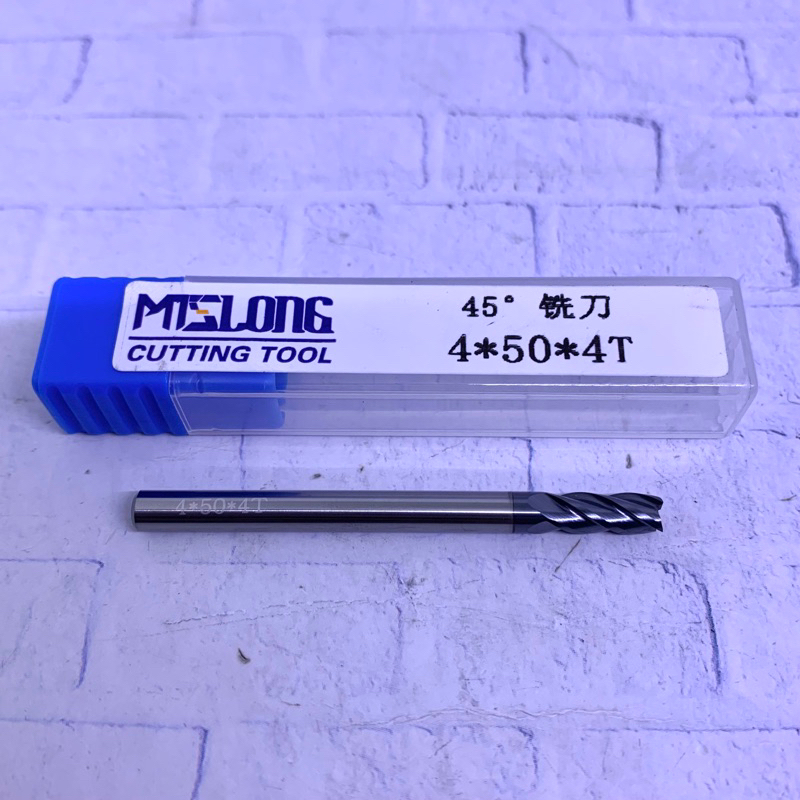 MTSLONG
CUTTING TOOL
45° 铣刀
4*50*4T
4*50*4T